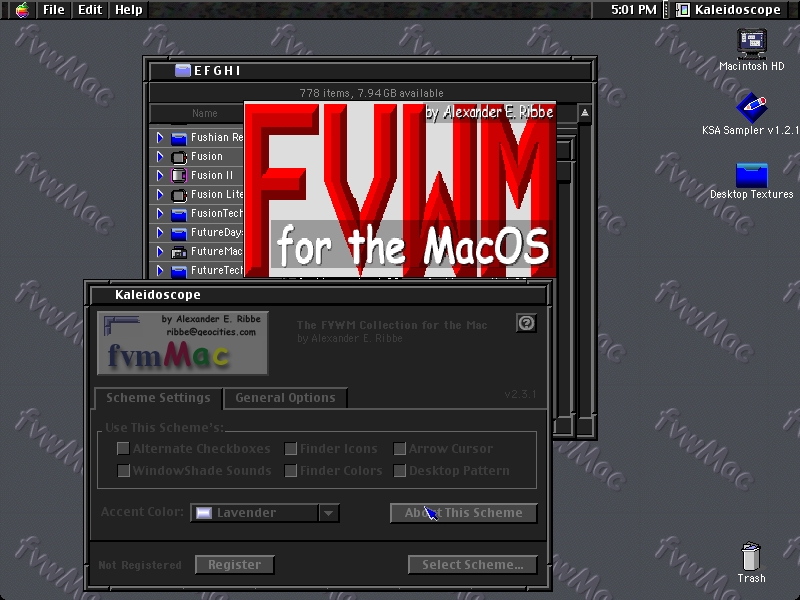 File Edit Help
5:01 PM
Kaleidoscope
fvwMac
Macintosh HD
KSA Sampler v1.2.1
Desktop Textures
Trash
EFGHI
778 items, 7.94 GB available
Name
Fushian Re
Fusion
Fusion II
Fusion Lite
FusionTech
FutureDay
FutureMac
FutureTech
by Alexander E. Ribbe
FVWM
for the MacOS
Kaleidoscope
by Alexander E. Ribbe
ribbe@geocities.com
fvmMac
The FVWM Collection for the Mac
by Alexander E. Ribbe
v2.3.1
Scheme Settings
General Options
Use This Scheme's:
Alternate Checkboxes
Finder Icons
Arrow Cursor
WindowShade Sounds
Finder Colors
Desktop Pattern
Accent Color:
Lavender
About This Scheme
Not Registered
Register
Select Scheme...